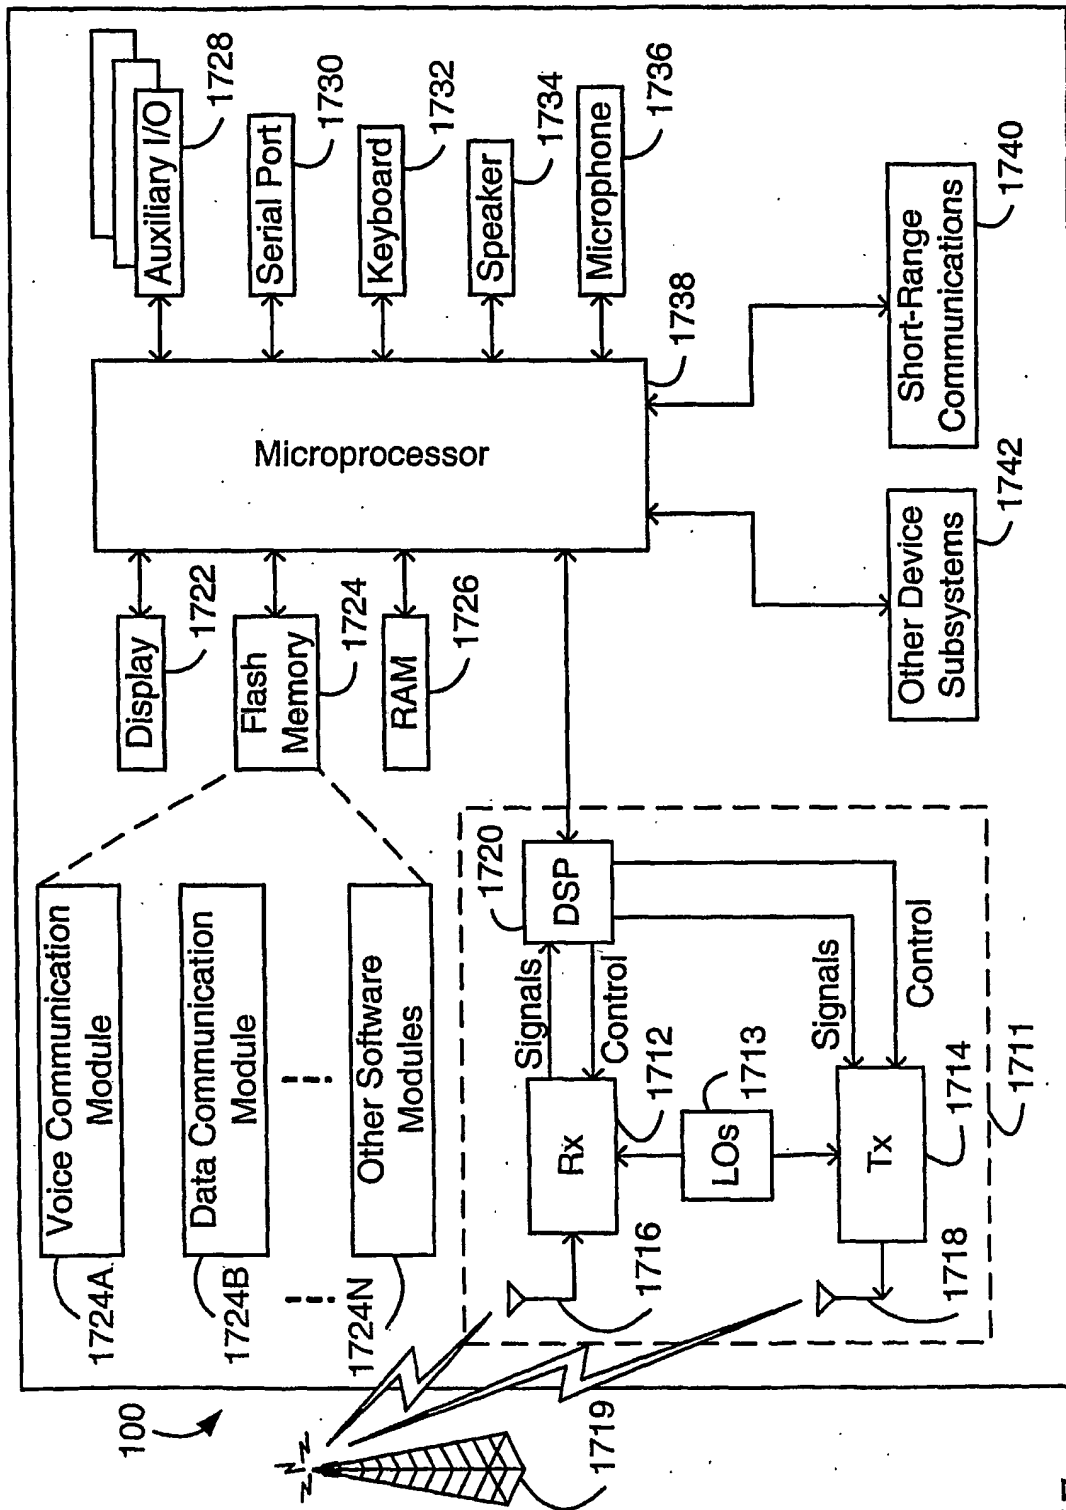 100
1719
1724A
Voice Communication
Module
1724B
Data Communication
Module
1724N
Other Software
Modules
Display
1722
Flash
Memory
1724
RAM
1726
Microprocessor
1738
Auxiliary I/O
1728
Serial Port
1730
Keyboard
1732
Speaker
1734
Microphone
1736
Short-Range
Communications
1740
Other Device
Subsystems
1742
1720
DSP
Signals
Control
Rx
1712
1716
LOs
1713
Signals
Control
Tx
1714
1718
1711